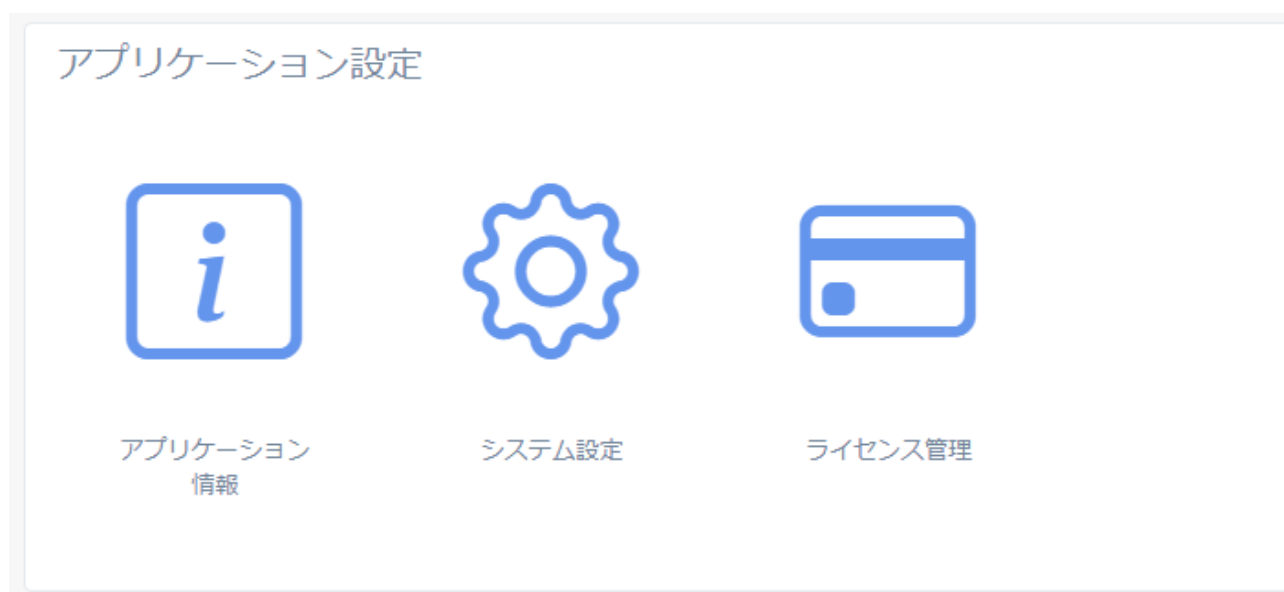 アプリケーション設定
i
アプリケーション
情報
システム設定
ライセンス管理